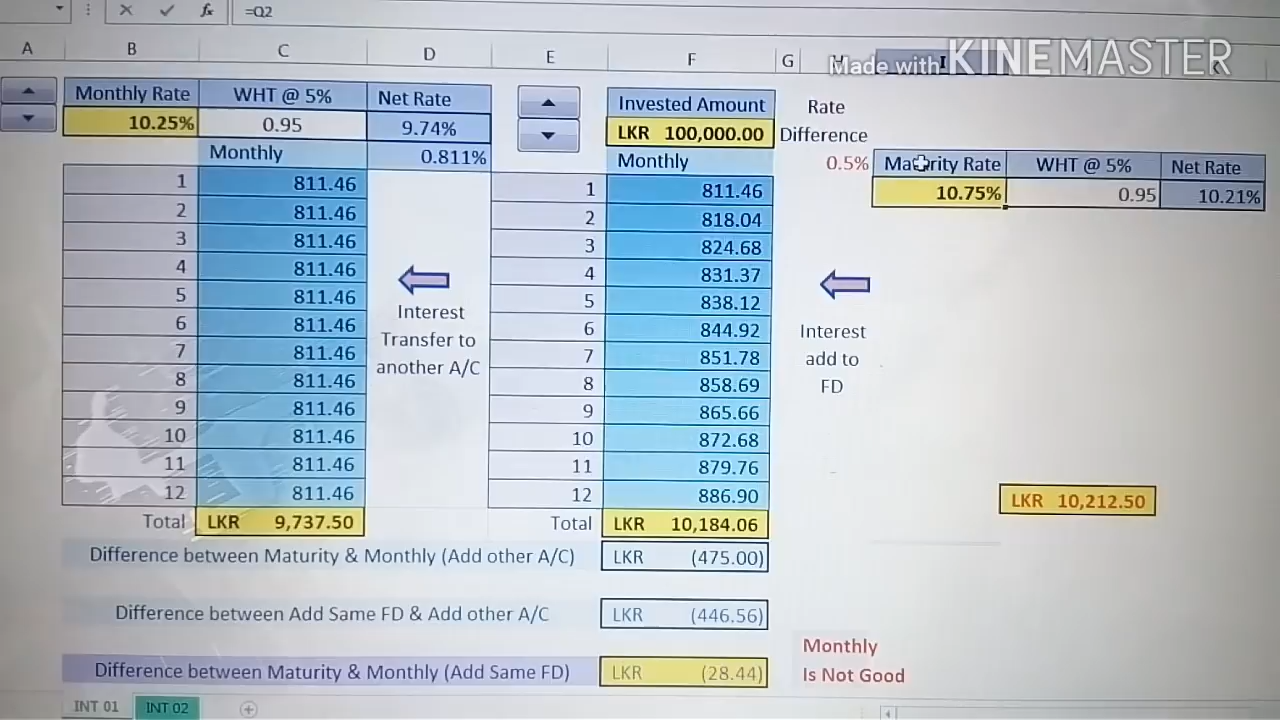 =Q2
A B C D E F G
Made with KINEMASTER
Monthly Rate WHT @ 5% Net Rate
10.25% 0.95 9.74%
Monthly 0.811%
1 811.46
2 811.46
3 811.46
4 811.46
5 811.46
6 811.46
7 811.46
8 811.46
9 811.46
10 811.46
11 811.46
12 811.46
Total LKR 9,737.50
Interest
Transfer to
another A/C
Invested Amount
LKR 100,000.00
Monthly
1 811.46
2 818.04
3 824.68
4 831.37
5 838.12
6 844.92
7 851.78
8 858.69
9 865.66
10 872.68
11 879.76
12 886.90
Total LKR 10,184.06
Rate
Difference
0.5%
Interest
add to
FD
Maturity Rate WHT @ 5% Net Rate
10.75% 0.95 10.21%
LKR 10,212.50
Difference between Maturity & Monthly (Add other A/C) LKR (475.00)
Difference between Add Same FD & Add other A/C LKR (446.56)
Difference between Maturity & Monthly (Add Same FD) LKR (28.44)
Monthly
Is Not Good
INT 01 INT 02